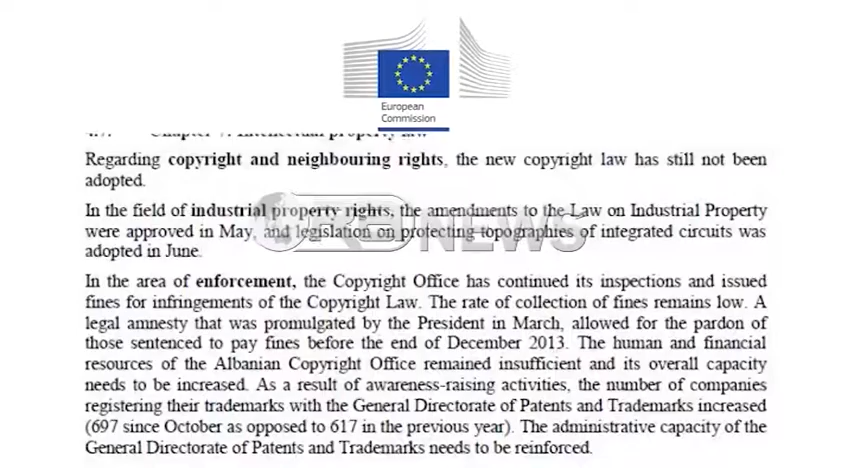 European
Commission
Chapter 7: Intellectual property law
Regarding copyright and neighbouring rights, the new copyright law has still not been
adopted.
In the field of industrial property rights, the amendments to the Law on Industrial Property
were approved in May, and legislation on protecting topographies of integrated circuits was
adopted in June.
NEWS
In the area of enforcement, the Copyright Office has continued its inspections and issued
fines for infringements of the Copyright Law. The rate of collection of fines remains low. A
legal amnesty that was promulgated by the President in March, allowed for the pardon of
those sentenced to pay fines before the end of December 2013. The human and financial
resources of the Albanian Copyright Office remained insufficient and its overall capacity
needs to be increased. As a result of awareness-raising activities, the number of companies
registering their trademarks with the General Directorate of Patents and Trademarks increased
(697 since October as opposed to 617 in the previous year). The administrative capacity of the
General Directorate of Patents and Trademarks needs to be reinforced.